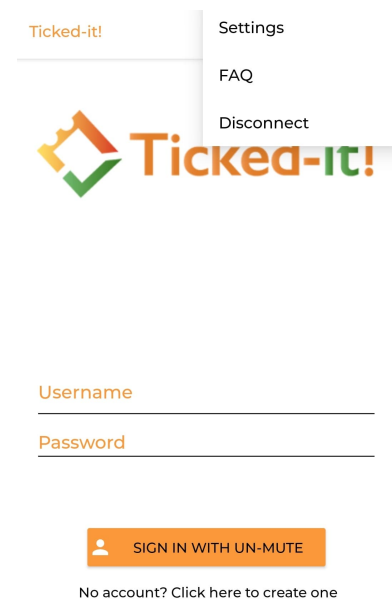 Ticked-it!
Settings
FAQ
Disconnect
Ticked-it!
Username
Password
SIGN IN WITH UN-MUTE
No account? Click here to create one